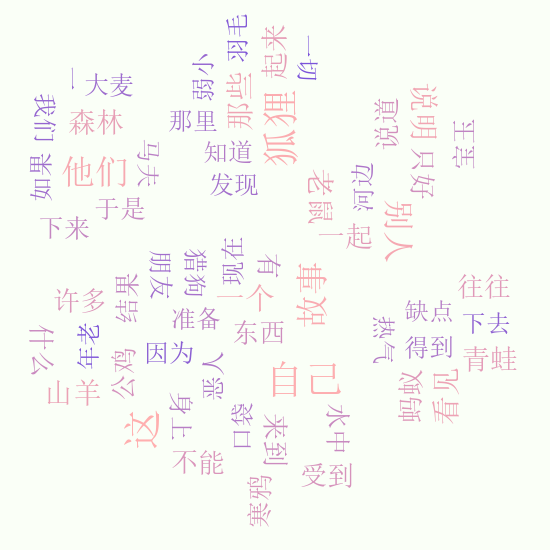 羽毛
起来
一切
弱小
那些
一
大麦
我们
森林
那里
狐狸
说明
道说
宝玉
马夫
知道
如果
他们
发现
河边
只好
老鼠
于是
下来
别人
一起
朋友
猎狗
现在
有
故事
许多
结果
一个
往往
缺点
下去
准备
东西
热气
得到
什么
年老
因为
青蛙
公鸡
恶人
自己
山羊
蚂蚁
看见
这
身上
口袋
来到
水中
不能
受到
寒鸦